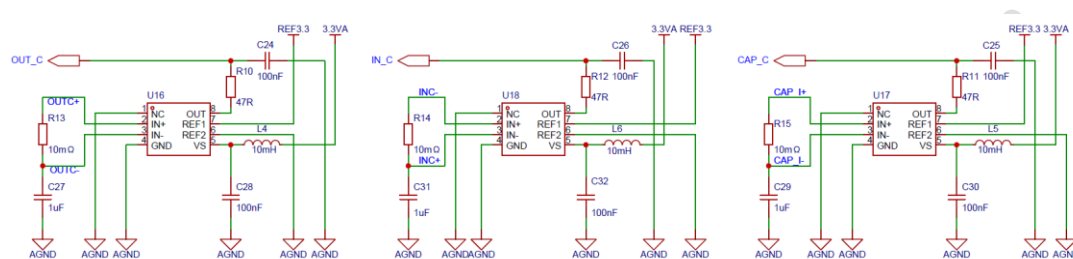 REF3.3 3.3VA
C24
OUT_C
100nF
R10
47R
U16
OUTC+
1 NC OUT 8
2 IN+ REF1 7
3 IN- REF2 6
4 GND VS 5
R13
10mΩ
OUTC-
L4
10mH
C27
1uF
C28
100nF
AGND AGND AGND AGND AGND AGND
3.3VA REF3.3
C26
IN_C
100nF
R12
47R
U18
INC-
1 NC OUT 8
2 IN+ REF1 7
3 IN- REF2 6
4 GND VS 5
R14
10mΩ
INC+
L6
10mH
C31
1uF
C32
100nF
AGND AGND AGND AGND AGND AGND
REF3.3 3.3VA
C25
CAP_C
100nF
R11
47R
U17
CAP_I+
1 NC OUT 8
2 IN+ REF1 7
3 IN- REF2 6
4 GND VS 5
R15
10mΩ
CAP_I-
L5
10mH
C29
1uF
C30
100nF
AGND AGND AGND AGND AGND AGND